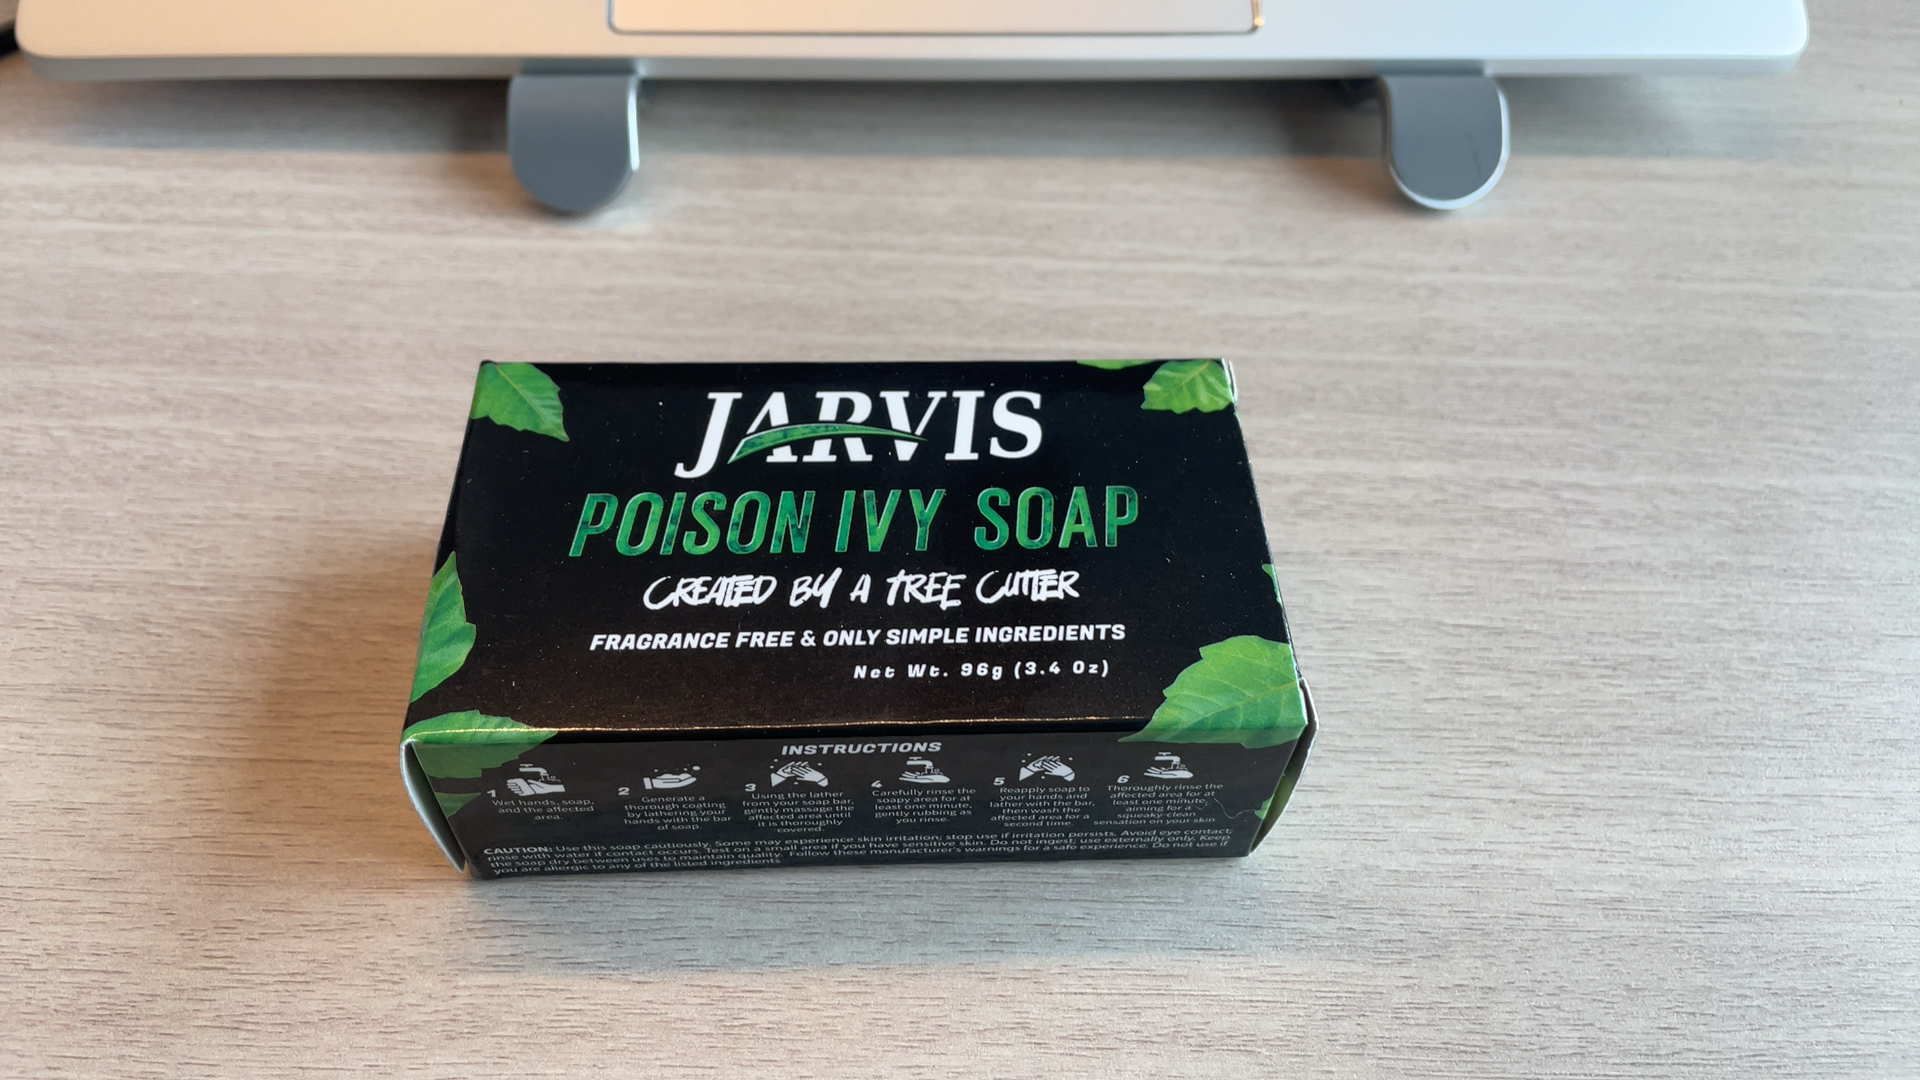 JARVIS
POISON IVY SOAP
CREATED BY A TREE CUTTER
FRAGRANCE FREE & ONLY SIMPLE INGREDIENTS
Net Wt. 96g (3.4 Oz)
INSTRUCTIONS
1
Wet hands, soap,
and the affected
area.
2
Generate a
thorough coating
by lathering your
hands with the bar
of soap.
3
Using the lather
from your soap bar,
gently massage the
affected area until
it is thoroughly
covered.
4
Carefully rinse the
soapy area for at
least one minute,
gently rubbing as
you rinse.
5
Reapply soap to
your hands and
lather with the bar,
then wash the
affected area for a
second time.
6
Thoroughly rinse the
affected area for at
least one minute,
aiming for a
squeaky-clean
sensation on your skin
CAUTION: Use this soap cautiously. Some may experience skin irritation; stop use if irritation persists. Avoid eye contact;
rinse with water if contact occurs. Test on a small area if you have sensitive skin. Do not ingest; use externally only. Keep
the soap dry between uses to maintain quality. Follow these manufacturer's warnings for a safe experience. Do not use if
you are allergic to any of the listed ingredients